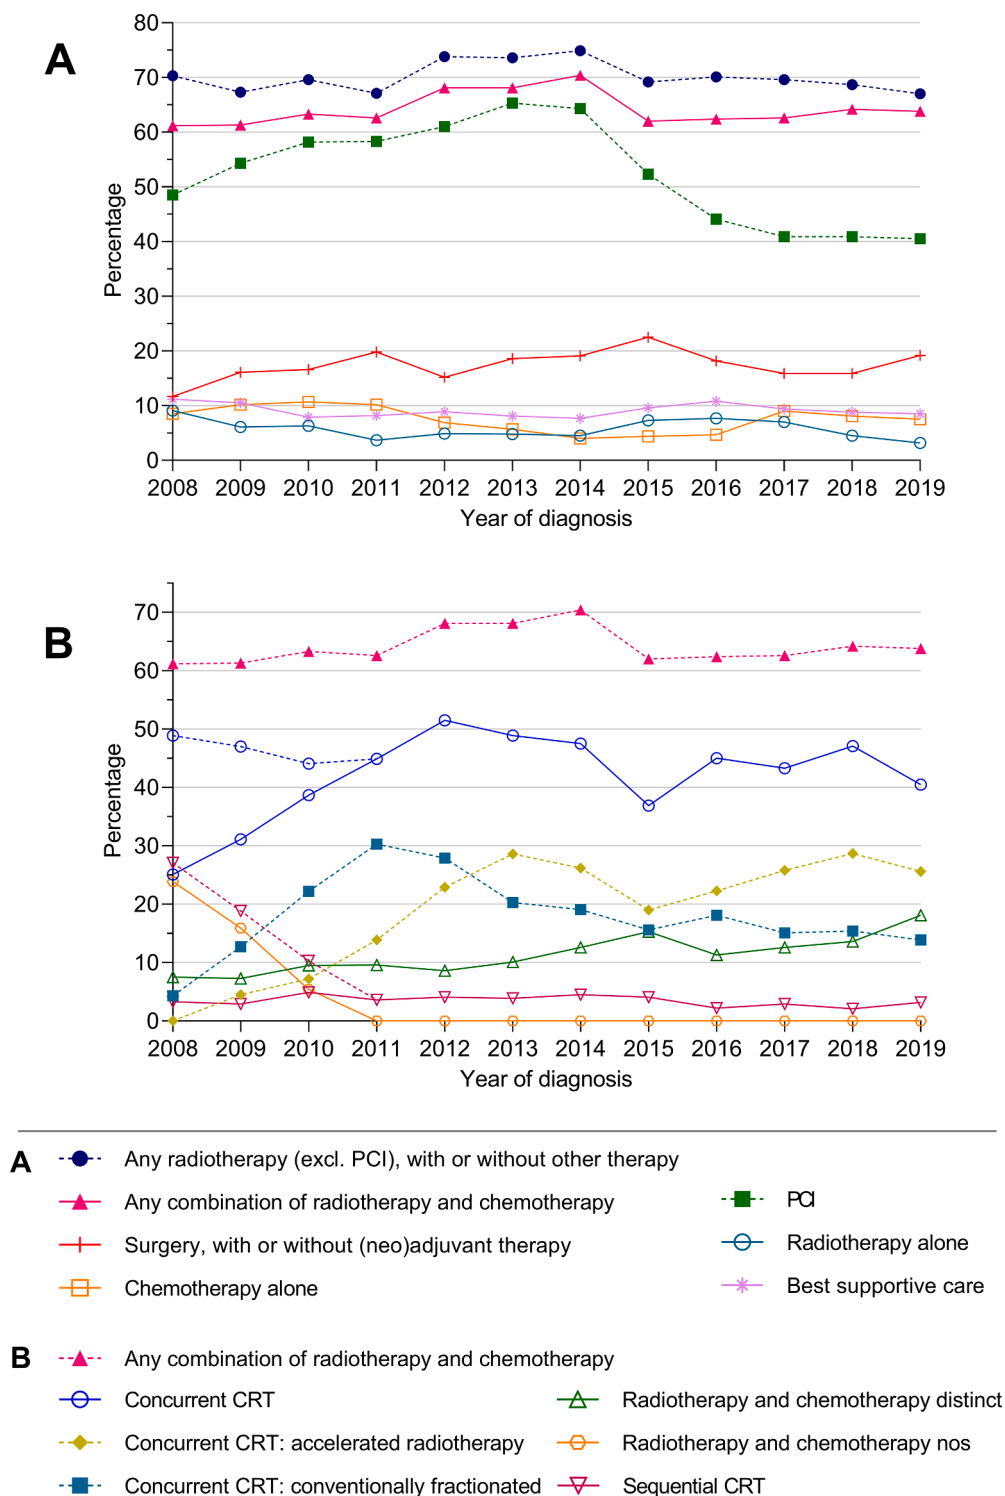 A
80
70
60
50
40
30
20
10
0
Percentage
2008 2009 2010 2011 2012 2013 2014 2015 2016 2017 2018 2019
Year of diagnosis
B
70
60
50
40
30
20
10
0
Percentage
2008 2009 2010 2011 2012 2013 2014 2015 2016 2017 2018 2019
Year of diagnosis
A
Any radiotherapy (excl. PCI), with or without other therapy
Any combination of radiotherapy and chemotherapy
PCI
Surgery, with or without (neo)adjuvant therapy
Radiotherapy alone
Chemotherapy alone
Best supportive care
B
Any combination of radiotherapy and chemotherapy
Concurrent CRT
Radiotherapy and chemotherapy distinct
Concurrent CRT: accelerated radiotherapy
Radiotherapy and chemotherapy nos
Concurrent CRT: conventionally fractionated
Sequential CRT